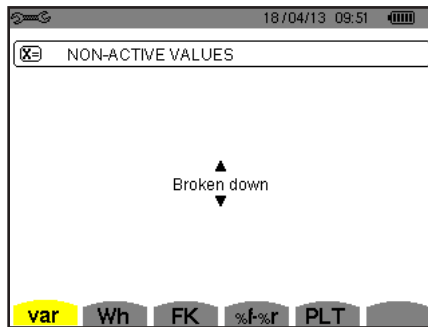 18/04/13 09:51
X= NON-ACTIVE VALUES
Broken down
var Wh FK %f-%r PLT